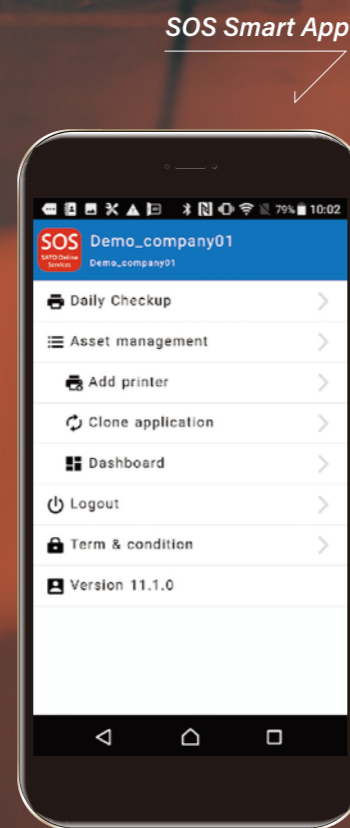 SOS Smart App
79% 10:02
SOS
SATO Online
Services
Demo_company01
Demo_company01
Daily Checkup
Asset management
Add printer
Clone application
Dashboard
Logout
Term & condition
Version 11.1.0